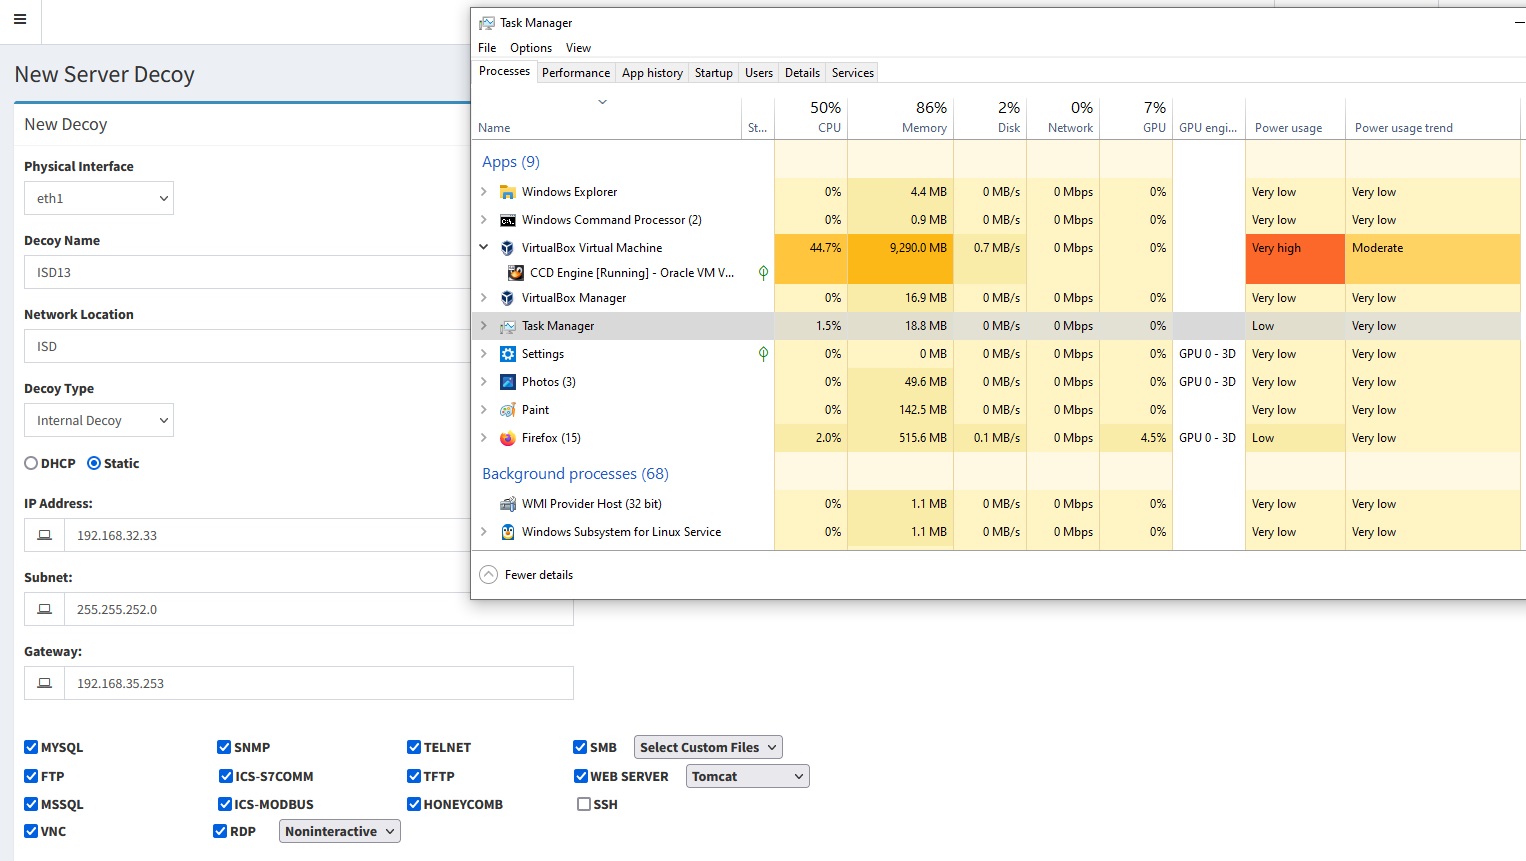 New Server Decoy
New Decoy
Physical Interface
eth1
Decoy Name
ISD13
Network Location
ISD
Decoy Type
Internal Decoy
DHCP Static
IP Address:
192.168.32.33
Subnet:
255.255.252.0
Gateway:
192.168.35.253
MYSQL SNMP TELNET SMB Select Custom Files
FTP ICS-S7COMM TFTP WEB SERVER Tomcat
MSSQL ICS-MODBUS HONEYCOMB SSH
VNC RDP Noninteractive
Task Manager
File Options View
Processes Performance App history Startup Users Details Services
50% 86% 2% 0% 7%
Name St... CPU Memory Disk Network GPU GPU engi... Power usage Power usage trend
Apps (9)
Windows Explorer 0% 4.4 MB 0 MB/s 0 Mbps 0% Very low Very low
Windows Command Processor (2) 0% 0.9 MB 0 MB/s 0 Mbps 0% Very low Very low
VirtualBox Virtual Machine 44.7% 9,290.0 MB 0.7 MB/s 0 Mbps 0% Very high Moderate
CCD Engine [Running] - Oracle VM V...
VirtualBox Manager 0% 16.9 MB 0 MB/s 0 Mbps 0% Very low Very low
Task Manager 1.5% 18.8 MB 0 MB/s 0 Mbps 0% Low Very low
Settings 0% 0 MB 0 MB/s 0 Mbps 0% GPU 0 - 3D Very low Very low
Photos (3) 0% 49.6 MB 0 MB/s 0 Mbps 0% GPU 0 - 3D Very low Very low
Paint 0% 142.5 MB 0 MB/s 0 Mbps 0% Very low Very low
Firefox (15) 2.0% 515.6 MB 0.1 MB/s 0 Mbps 4.5% GPU 0 - 3D Low Very low
Background processes (68)
WMI Provider Host (32 bit) 0% 1.1 MB 0 MB/s 0 Mbps 0% Very low Very low
Windows Subsystem for Linux Service 0% 1.1 MB 0 MB/s 0 Mbps 0% Very low Very low
Fewer details